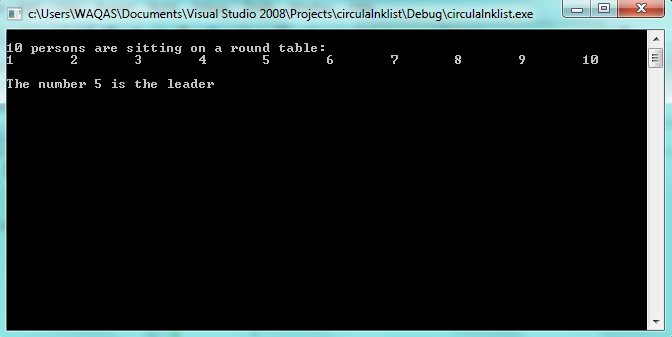 c:\Users\WAQAS\Documents\Visual Studio 2008\Projects\circulalnklist\Debug\circulalnklist.exe
10 persons are sitting on a round table:
1 2 3 4 5 6 7 8 9 10
The number 5 is the leader